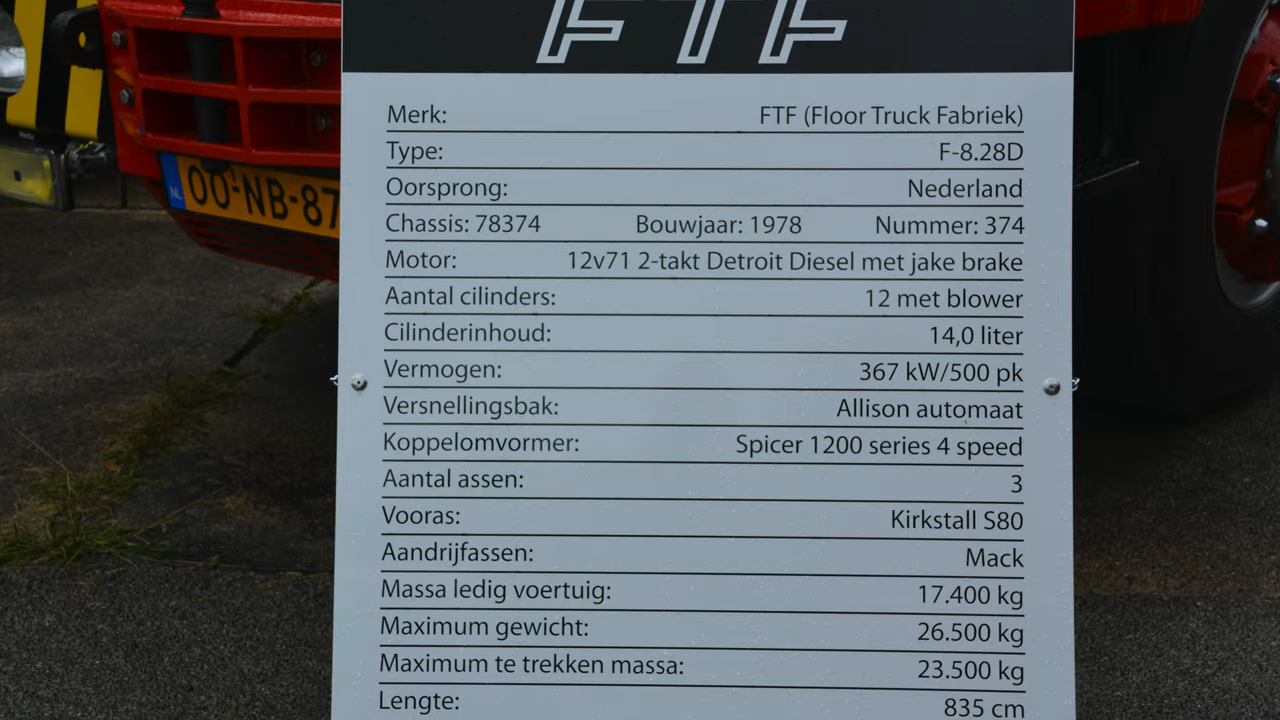 FTF
Merk: FTF (Floor Truck Fabriek)
Type: F-8.28D
Oorsprong: Nederland
Chassis: 78374 Bouwjaar: 1978 Nummer: 374
Motor: 12v71 2-takt Detroit Diesel met jake brake
Aantal cilinders: 12 met blower
Cilinderinhoud: 14,0 liter
Vermogen: 367 kW/500 pk
Versnellingsbak: Allison automaat
Koppelomvormer: Spicer 1200 series 4 speed
Aantal assen: 3
Vooras: Kirkstall S80
Aandrijfassen: Mack
Massa ledig voertuig: 17.400 kg
Maximum gewicht: 26.500 kg
Maximum te trekken massa: 23.500 kg
Lengte: 835 cm
NL 00-NB-87